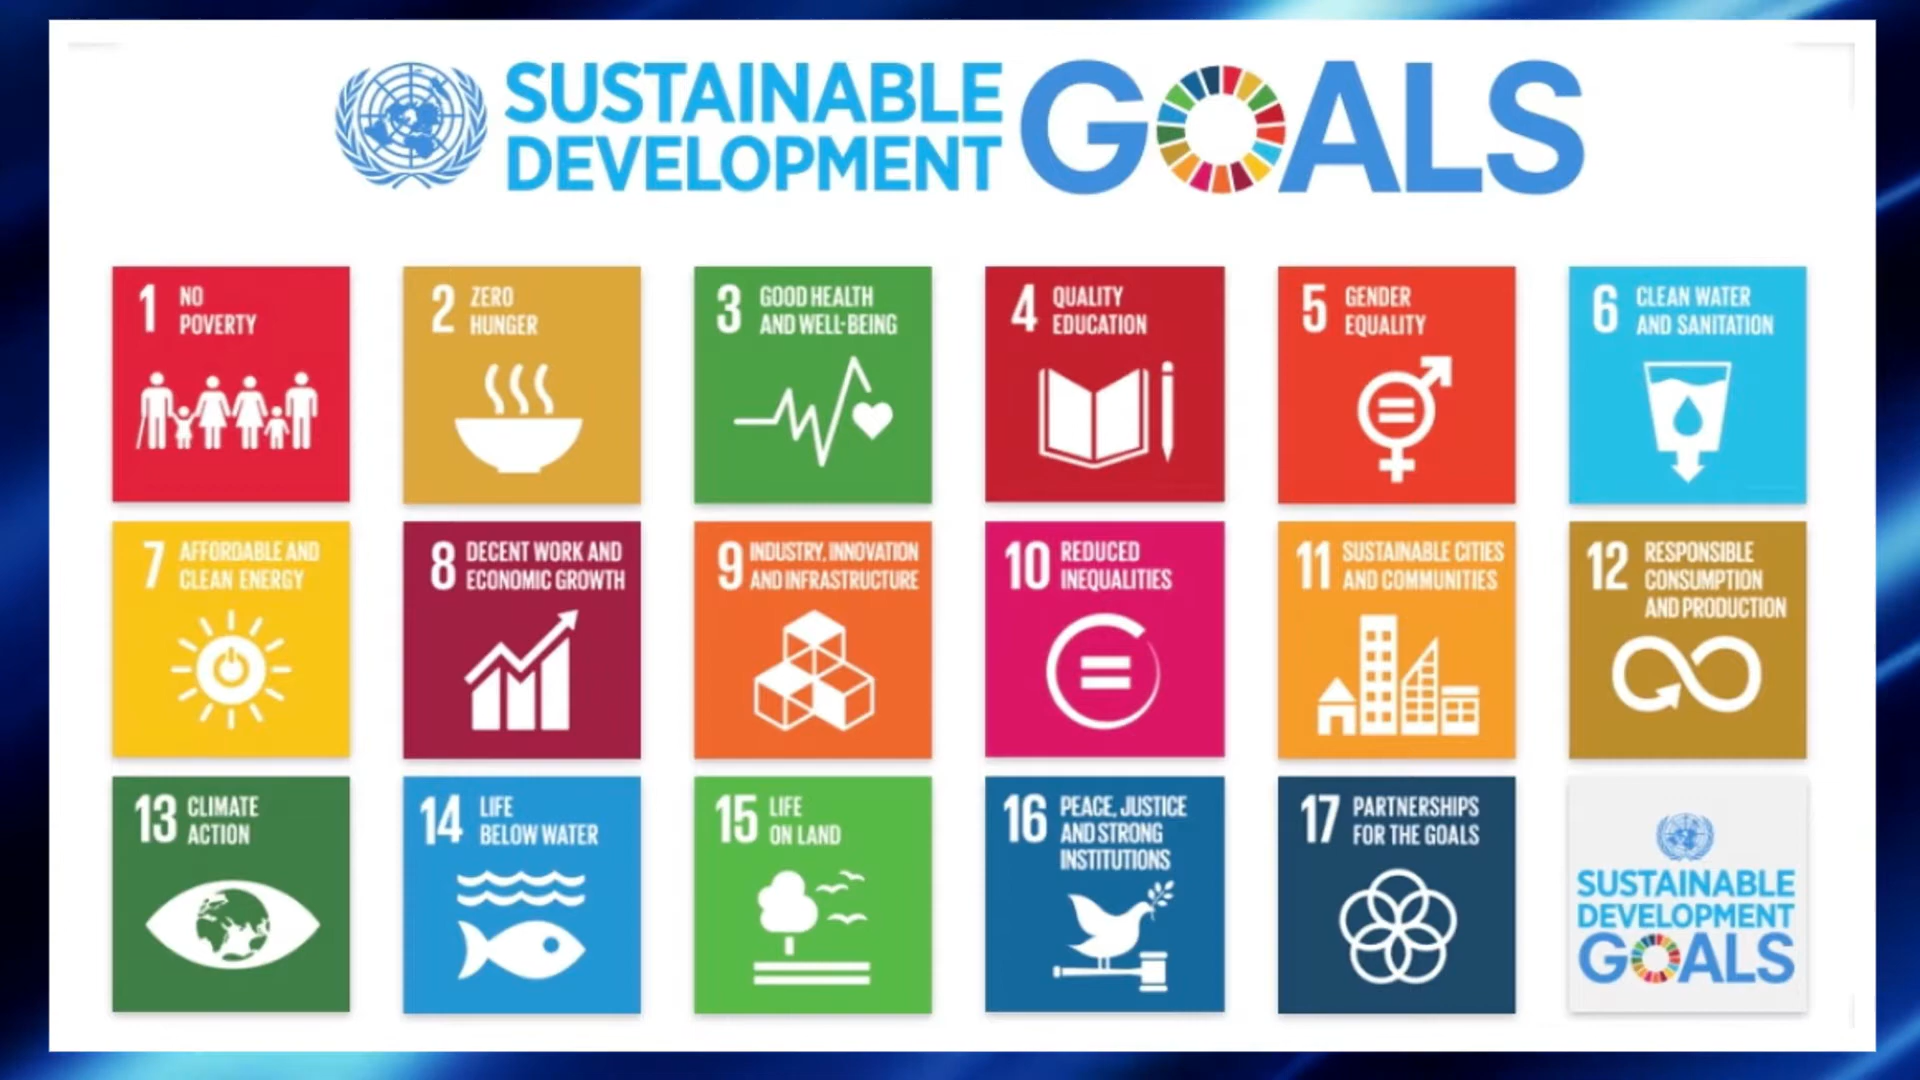 SUSTAINABLE
DEVELOPMENT
GOALS
1 NO
POVERTY
2 ZERO
HUNGER
3 GOOD HEALTH
AND WELL-BEING
4 QUALITY
EDUCATION
5 GENDER
EQUALITY
6 CLEAN WATER
AND SANITATION
7 AFFORDABLE AND
CLEAN ENERGY
8 DECENT WORK AND
ECONOMIC GROWTH
9 INDUSTRY, INNOVATION
AND INFRASTRUCTURE
10 REDUCED
INEQUALITIES
11 SUSTAINABLE CITIES
AND COMMUNITIES
12 RESPONSIBLE
CONSUMPTION
AND PRODUCTION
13 CLIMATE
ACTION
14 LIFE
BELOW WATER
15 LIFE
ON LAND
16 PEACE, JUSTICE
AND STRONG
INSTITUTIONS
17 PARTNERSHIPS
FOR THE GOALS
SUSTAINABLE
DEVELOPMENT
GOALS